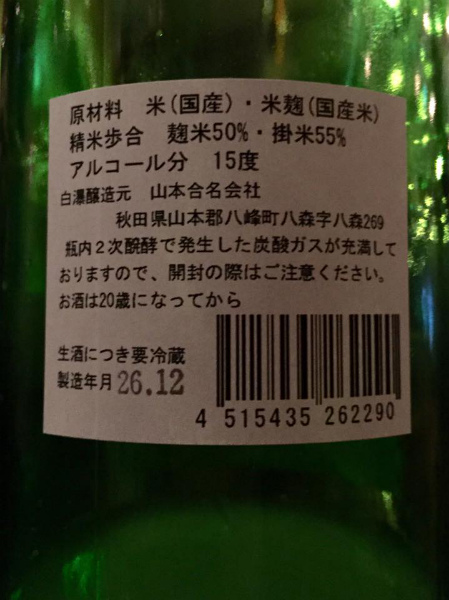 原材料　米(国産)・米麹(国産米)
精米歩合　麹米50%・掛米55%
アルコール分　15度
白瀑醸造元　山本合名会社
秋田県山本郡八峰町八森字八森269
瓶内２次醗酵で発生した炭酸ガスが充満して
おりますので、開封の際はご注意ください。
お酒は20歳になってから
生酒につき要冷蔵
製造年月 26.12
4 515435 262290